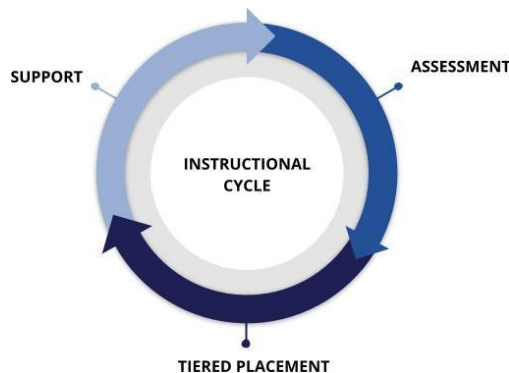 SUPPORT
ASSESSMENT
INSTRUCTIONAL
CYCLE
TIERED PLACEMENT